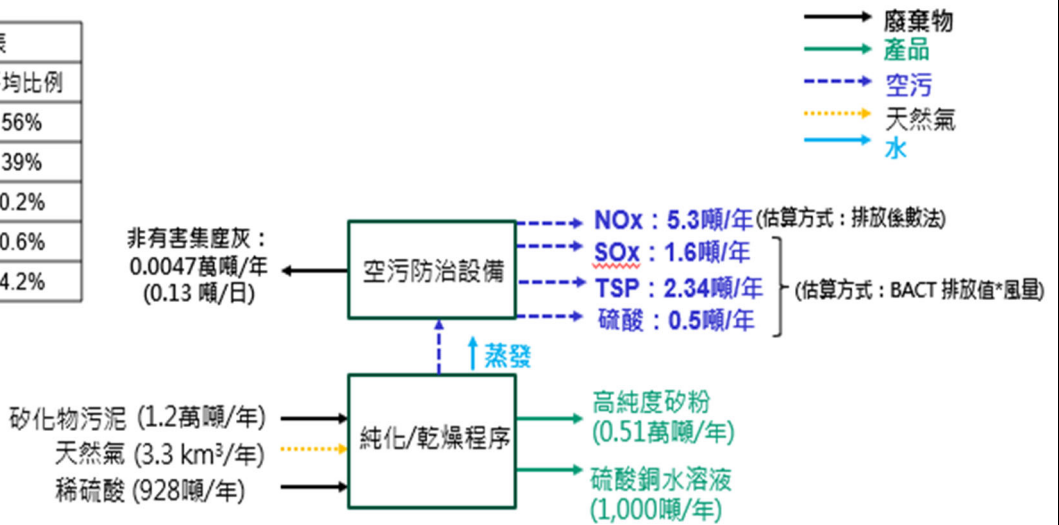 均比例
56%
39%
0.2%
0.6%
4.2%
廢棄物
產品
空污
天然氣
水
非有害集塵灰：
0.0047萬噸/年
(0.13 噸/日)
空污防治設備
NOx：5.3噸/年(估算方式：排放係數法)
SOx：1.6噸/年
TSP：2.34噸/年
硫酸：0.5噸/年
(估算方式：BACT 排放值*風量)
蒸發
矽化物污泥 (1.2萬噸/年)
天然氣 (3.3 km³/年)
稀硫酸 (928噸/年)
純化/乾燥程序
高純度矽粉
(0.51萬噸/年)
硫酸銅水溶液
(1,000噸/年)